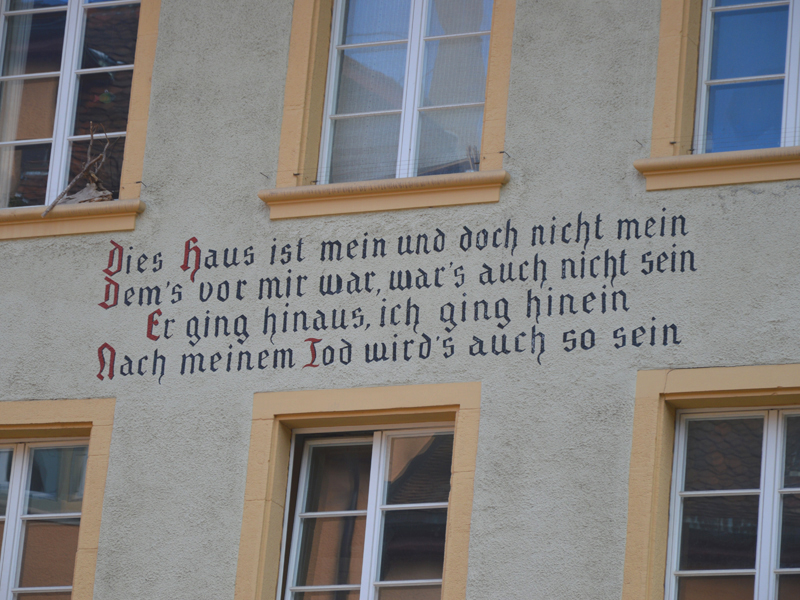 Dies Haus ist mein und doch nicht mein
Dem's vor mir war, war's auch nicht sein
Er ging hinaus, ich ging hinein
Nach meinem Tod wird's auch so sein